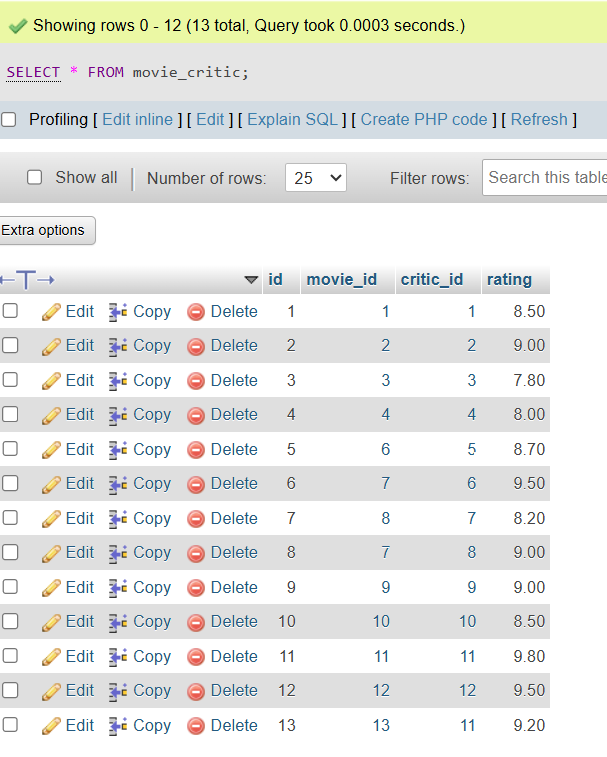 Showing rows 0 - 12 (13 total, Query took 0.0003 seconds.)
SELECT * FROM movie_critic;
Profiling [ Edit inline ] [ Edit ] [ Explain SQL ] [ Create PHP code ] [ Refresh ]
Show all Number of rows: 25 Filter rows: Search this table
Extra options
←T→ id movie_id critic_id rating
Edit Copy Delete 1 1 1 8.50
Edit Copy Delete 2 2 2 9.00
Edit Copy Delete 3 3 3 7.80
Edit Copy Delete 4 4 4 8.00
Edit Copy Delete 5 6 5 8.70
Edit Copy Delete 6 7 6 9.50
Edit Copy Delete 7 8 7 8.20
Edit Copy Delete 8 7 8 9.00
Edit Copy Delete 9 9 9 9.00
Edit Copy Delete 10 10 10 8.50
Edit Copy Delete 11 11 11 9.80
Edit Copy Delete 12 12 12 9.50
Edit Copy Delete 13 13 11 9.20